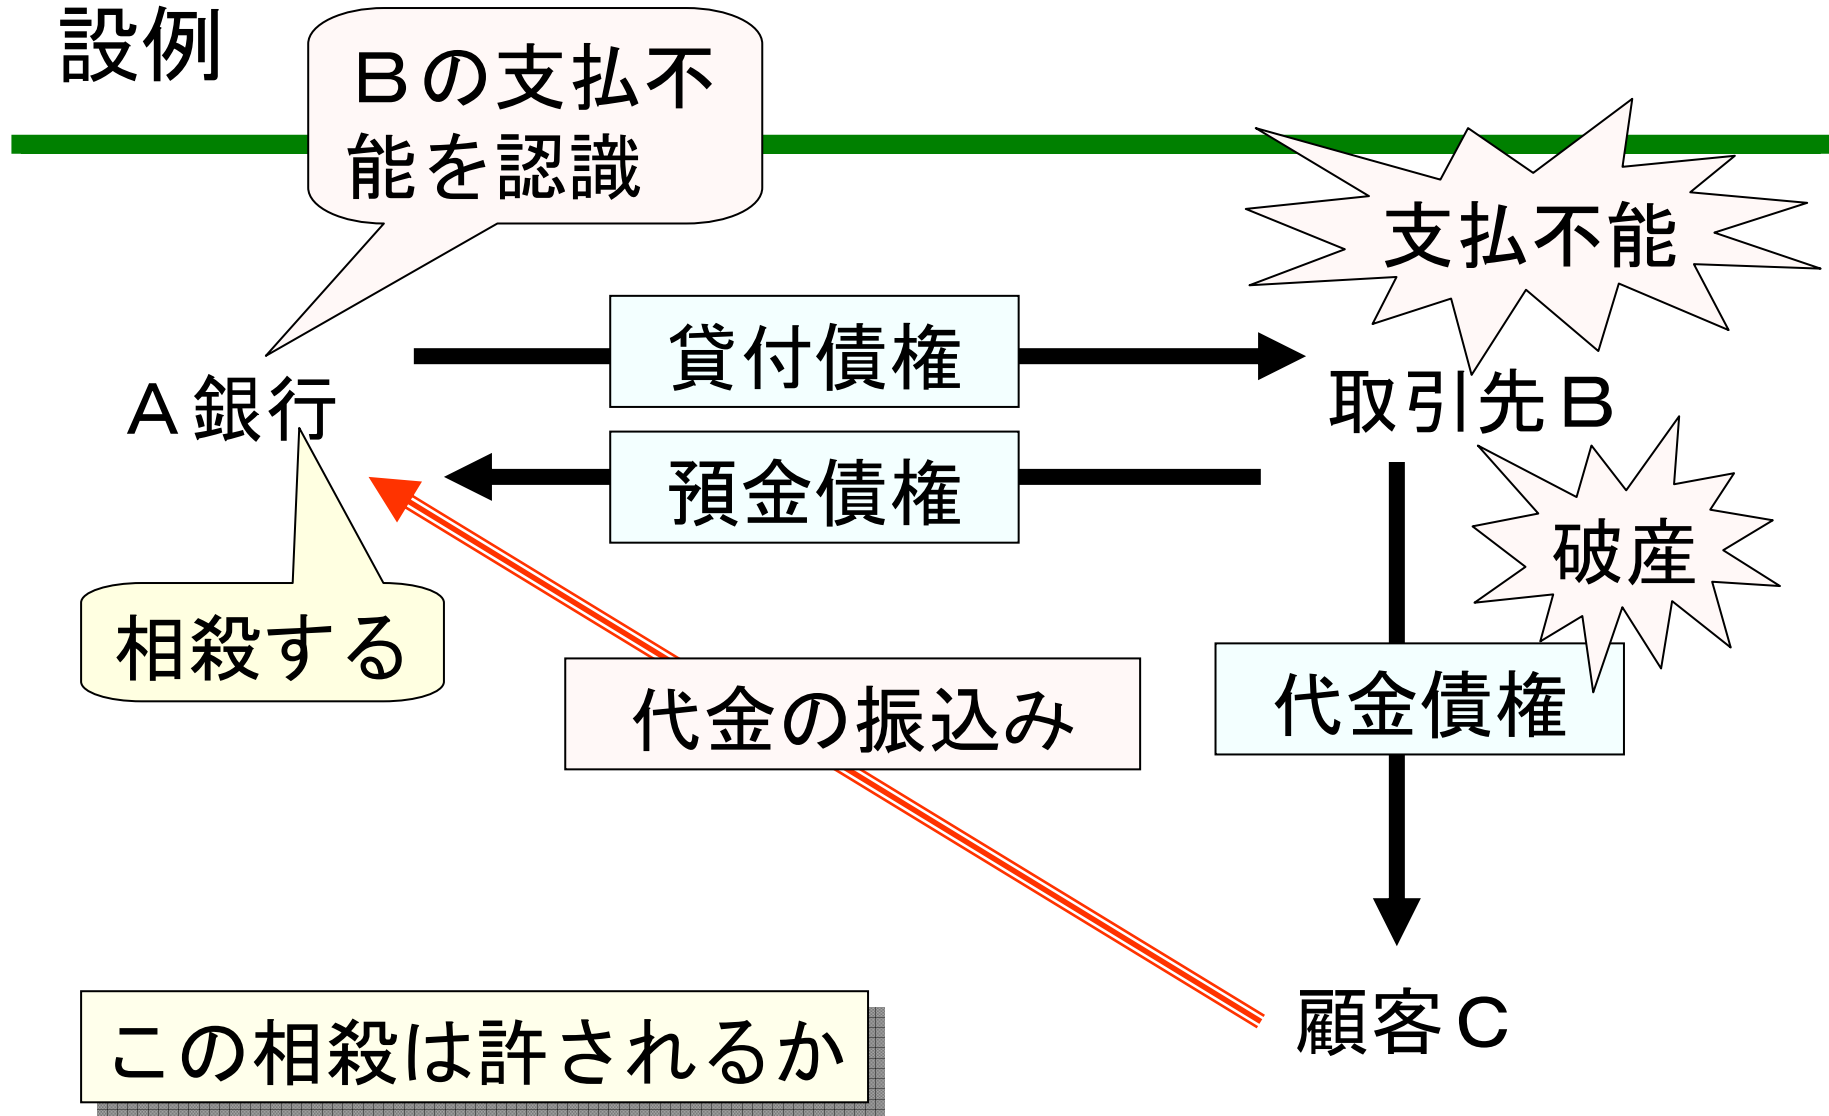 設例
Ｂの支払不
能を認識
支払不能
貸付債権
Ａ銀行
取引先Ｂ
預金債権
破産
相殺する
代金の振込み
代金債権
顧客Ｃ
この相殺は許されるか